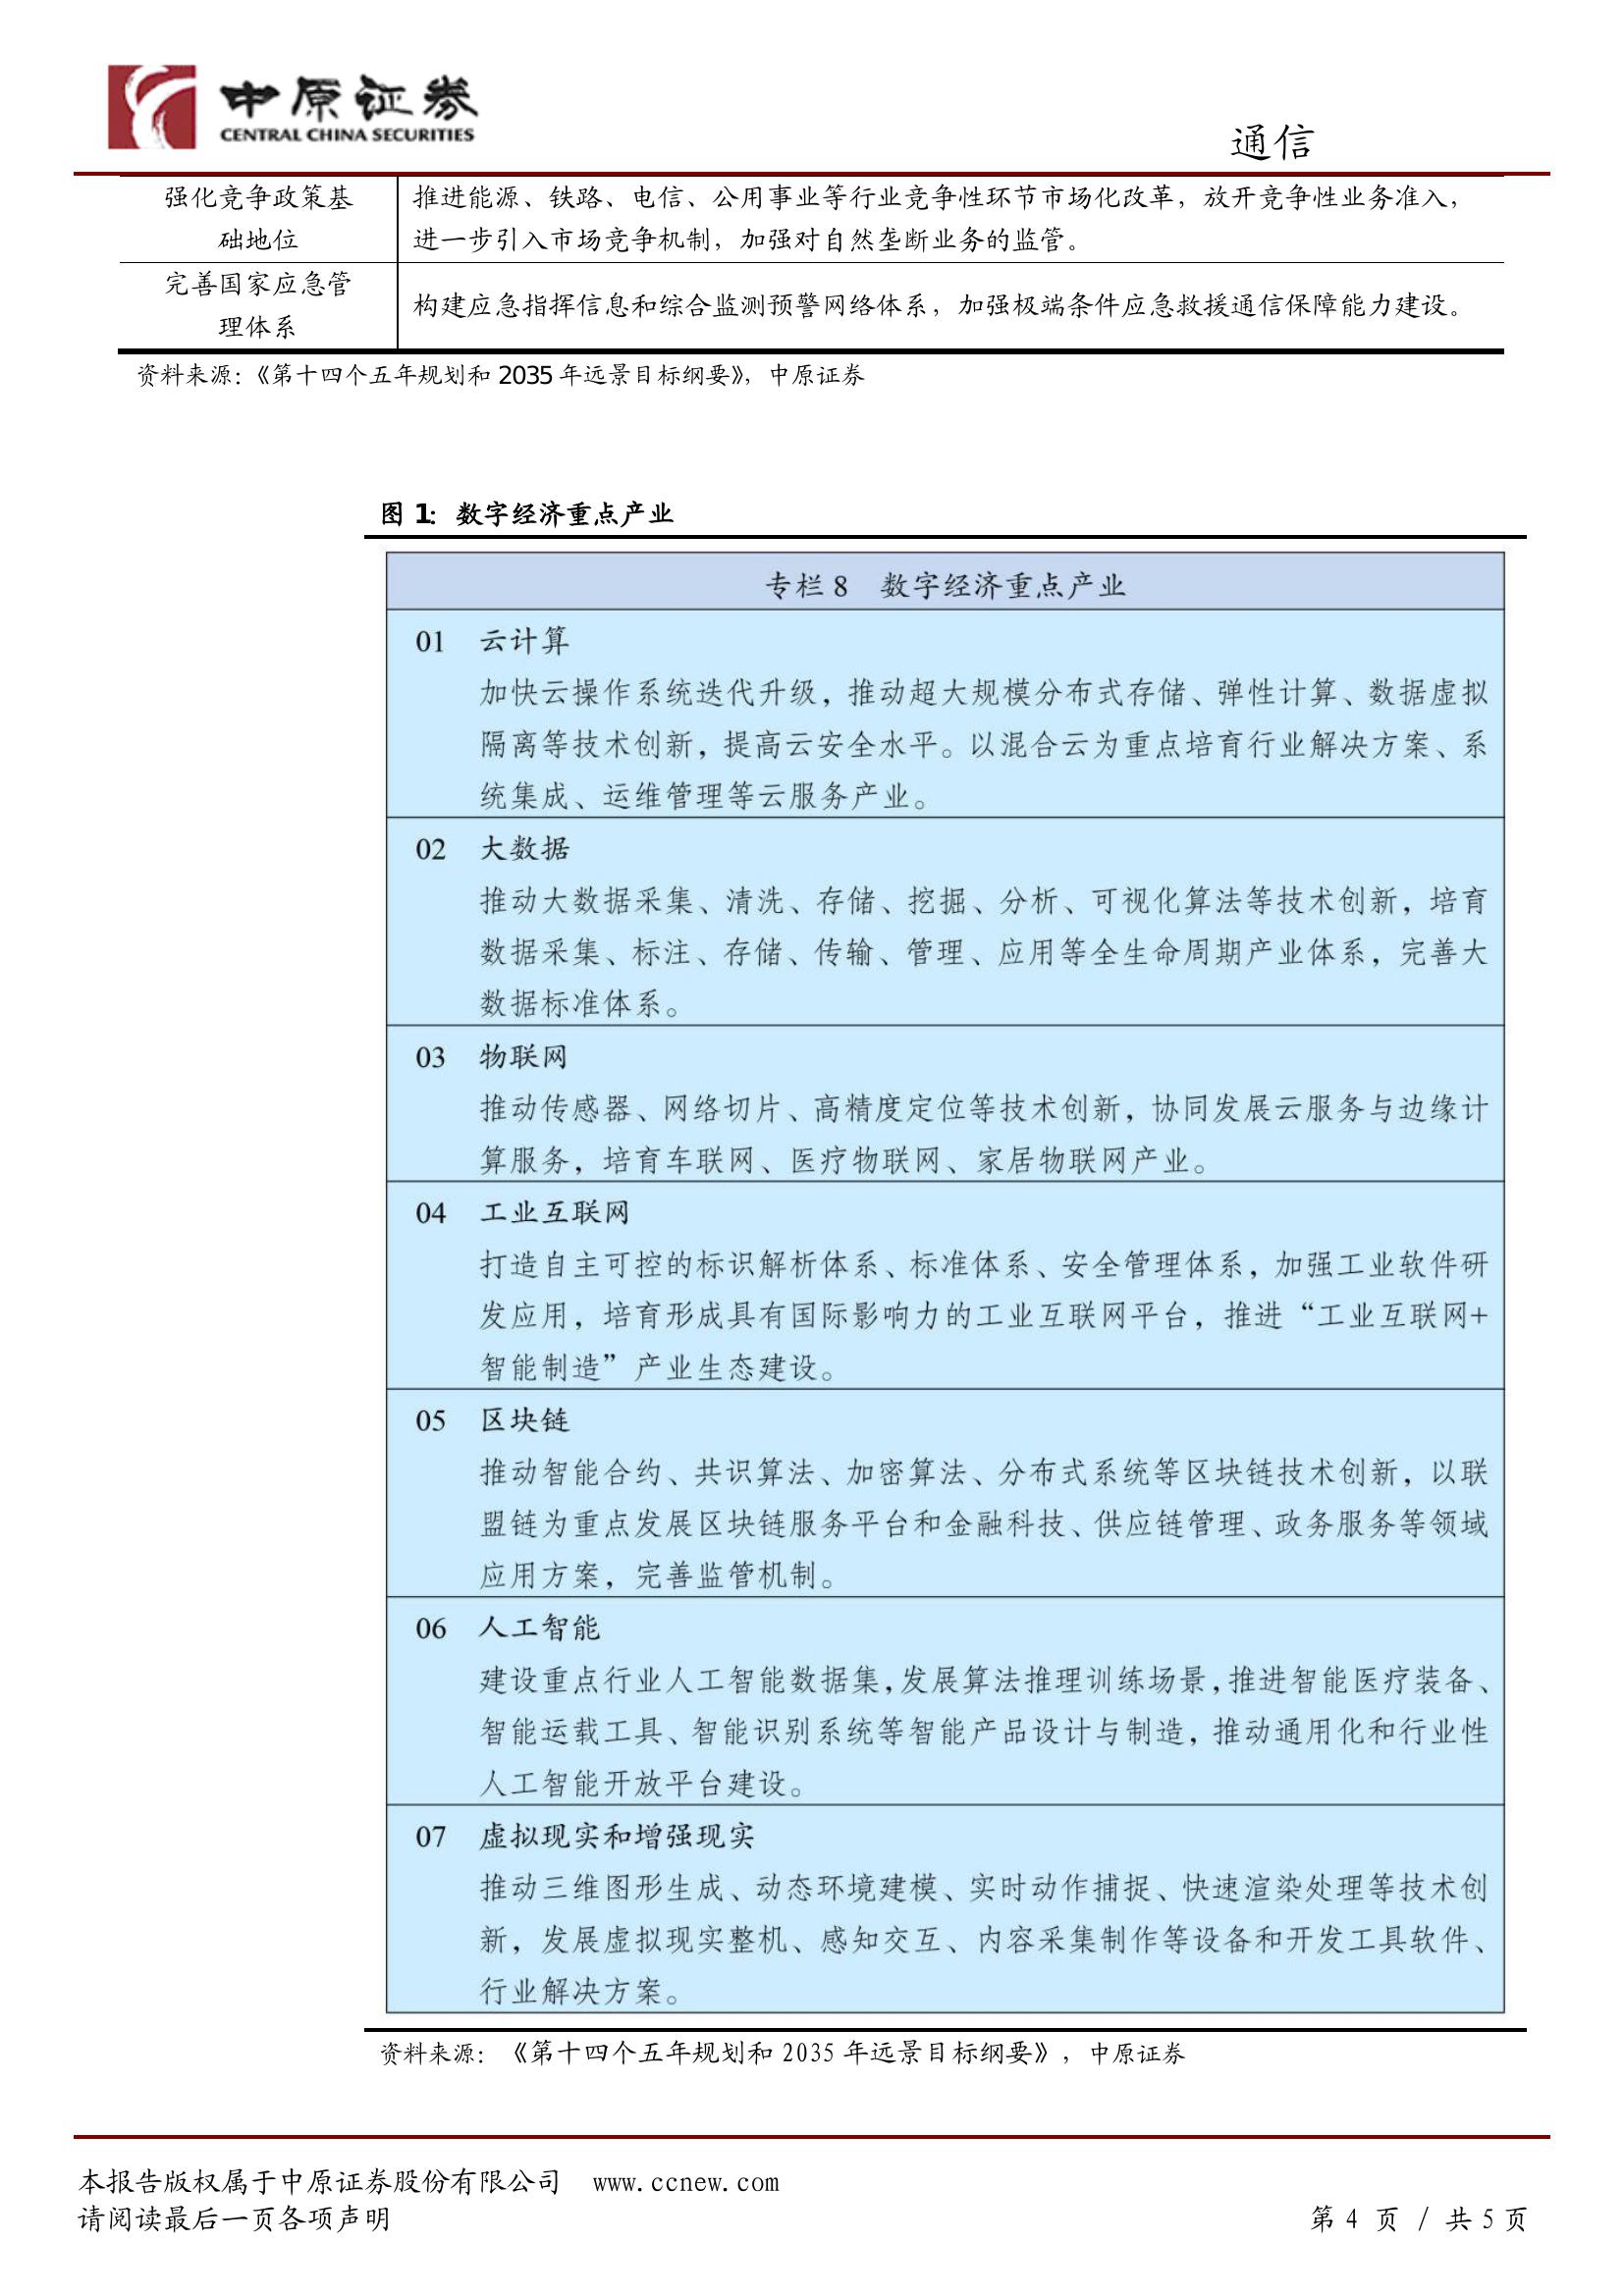 中原证券
CENTRAL CHINA SECURITIES
通信
强化竞争政策基
础地位
推进能源、铁路、电信、公用事业等行业竞争性环节市场化改革，放开竞争性业务准入，
进一步引入市场竞争机制，加强对自然垄断业务的监管。
完善国家应急管
理体系
构建应急指挥信息和综合监测预警网络体系，加强极端条件应急救援通信保障能力建设。
资料来源：《第十四个五年规划和 2035 年远景目标纲要》，中原证券
图 1：数字经济重点产业
专栏 8 数字经济重点产业
01 云计算
加快云操作系统迭代升级，推动超大规模分布式存储、弹性计算、数据虚拟
隔离等技术创新，提高云安全水平。以混合云为重点培育行业解决方案、系
统集成、运维管理等云服务产业。
02 大数据
推动大数据采集、清洗、存储、挖掘、分析、可视化算法等技术创新，培育
数据采集、标注、存储、传输、管理、应用等全生命周期产业体系，完善大
数据标准体系。
03 物联网
推动传感器、网络切片、高精度定位等技术创新，协同发展云服务与边缘计
算服务，培育车联网、医疗物联网、家居物联网产业。
04 工业互联网
打造自主可控的标识解析体系、标准体系、安全管理体系，加强工业软件研
发应用，培育形成具有国际影响力的工业互联网平台，推进“工业互联网+
智能制造”产业生态建设。
05 区块链
推动智能合约、共识算法、加密算法、分布式系统等区块链技术创新，以联
盟链为重点发展区块链服务平台和金融科技、供应链管理、政务服务等领域
应用方案，完善监管机制。
06 人工智能
建设重点行业人工智能数据集，发展算法推理训练场景，推进智能医疗装备、
智能运载工具、智能识别系统等智能产品设计与制造，推动通用化和行业性
人工智能开放平台建设。
07 虚拟现实和增强现实
推动三维图形生成、动态环境建模、实时动作捕捉、快速渲染处理等技术创
新，发展虚拟现实整机、感知交互、内容采集制作等设备和开发工具软件、
行业解决方案。
资料来源：《第十四个五年规划和 2035 年远景目标纲要》，中原证券
本报告版权属于中原证券股份有限公司 www.ccnew.com
请阅读最后一页各项声明
第 4 页 / 共 5 页